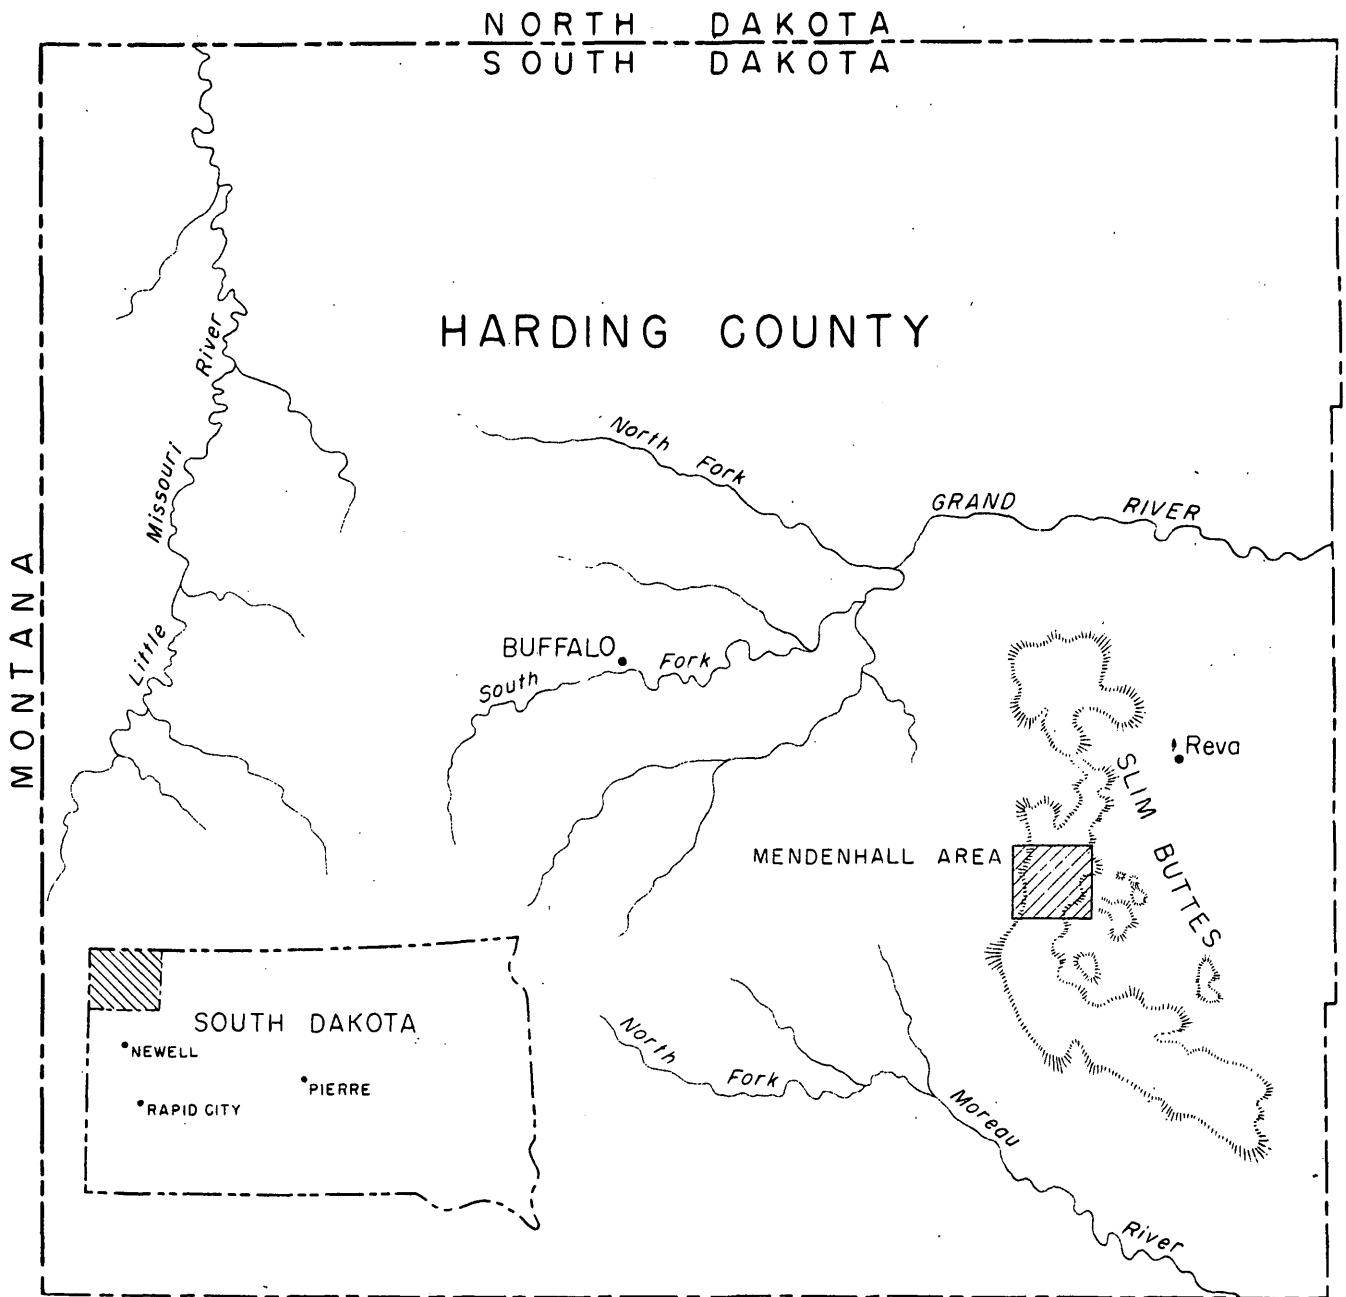 NORTH DAKOTA
SOUTH DAKOTA
HARDING COUNTY
MONTANA
Little Missouri River
North Fork
GRAND RIVER
BUFFALO
South Fork
Reva
SLIM BUTTES
MENDENHALL AREA
SOUTH DAKOTA
NEWELL
PIERRE
RAPID CITY
North Fork
Moreau River